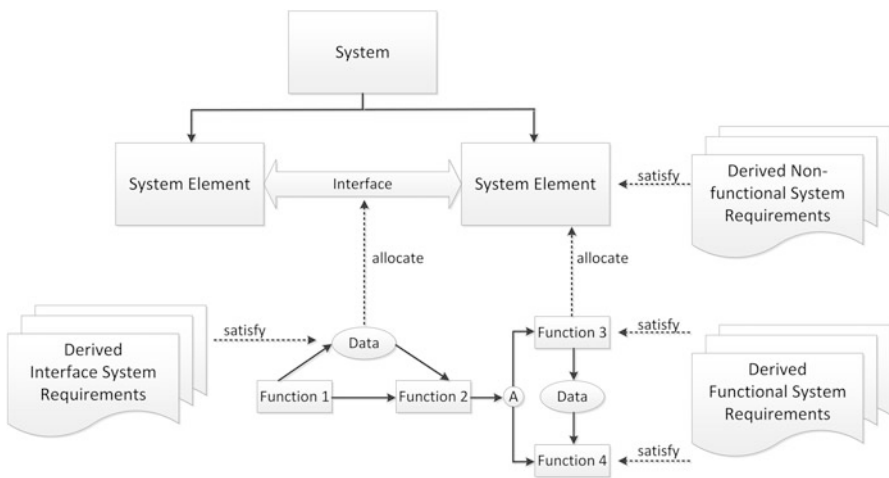 System
System Element
Interface
System Element
satisfy
Derived Non-
functional System
Requirements
allocate
allocate
Derived
Interface System
Requirements
satisfy
Data
Function 1
Function 2
A
Function 3
Data
Function 4
satisfy
satisfy
Derived
Functional System
Requirements